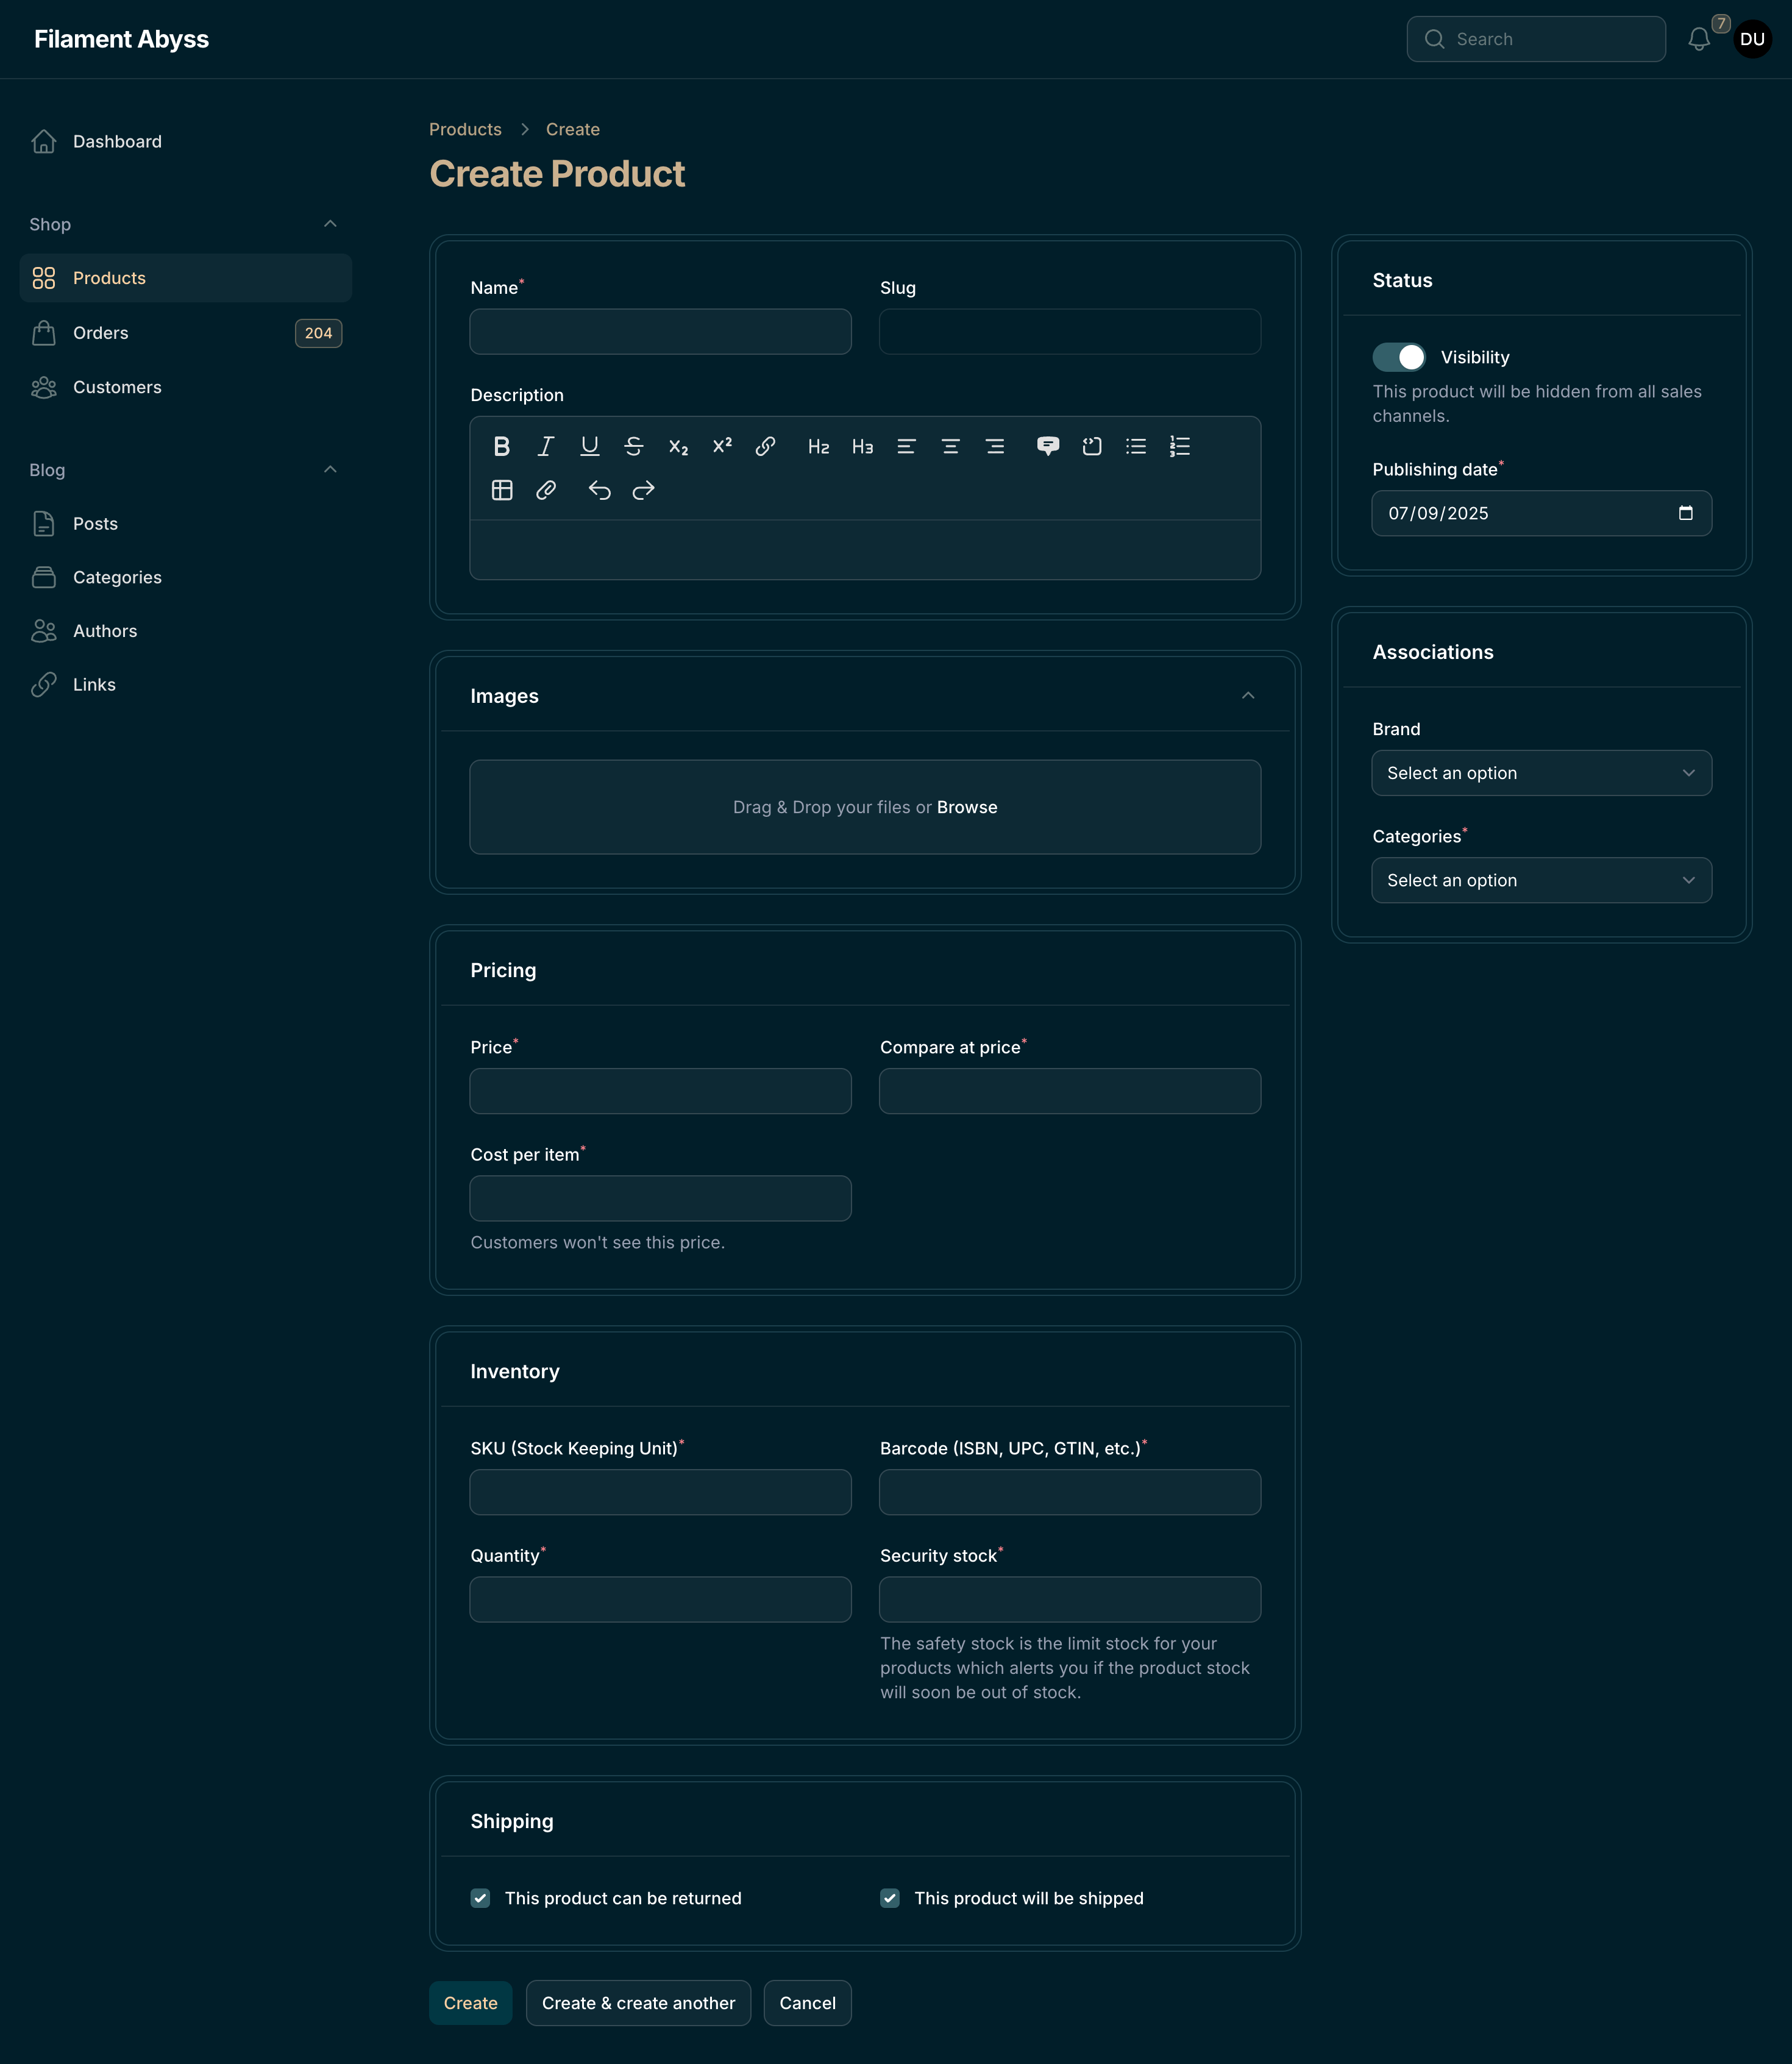 Filament Abyss
Search
7
DU
Dashboard
Shop
Products
Orders
204
Customers
Blog
Posts
Categories
Authors
Links
Products
Create
Create Product
Name*
Slug
Description
B I U S X₂ X² H2 H3
Images
Drag & Drop your files or Browse
Pricing
Price*
Compare at price*
Cost per item*
Customers won't see this price.
Inventory
SKU (Stock Keeping Unit)*
Barcode (ISBN, UPC, GTIN, etc.)*
Quantity*
Security stock*
The safety stock is the limit stock for your
products which alerts you if the product stock
will soon be out of stock.
Shipping
This product can be returned
This product will be shipped
Create
Create & create another
Cancel
Status
Visibility
This product will be hidden from all sales
channels.
Publishing date*
07/09/2025
Associations
Brand
Select an option
Categories*
Select an option